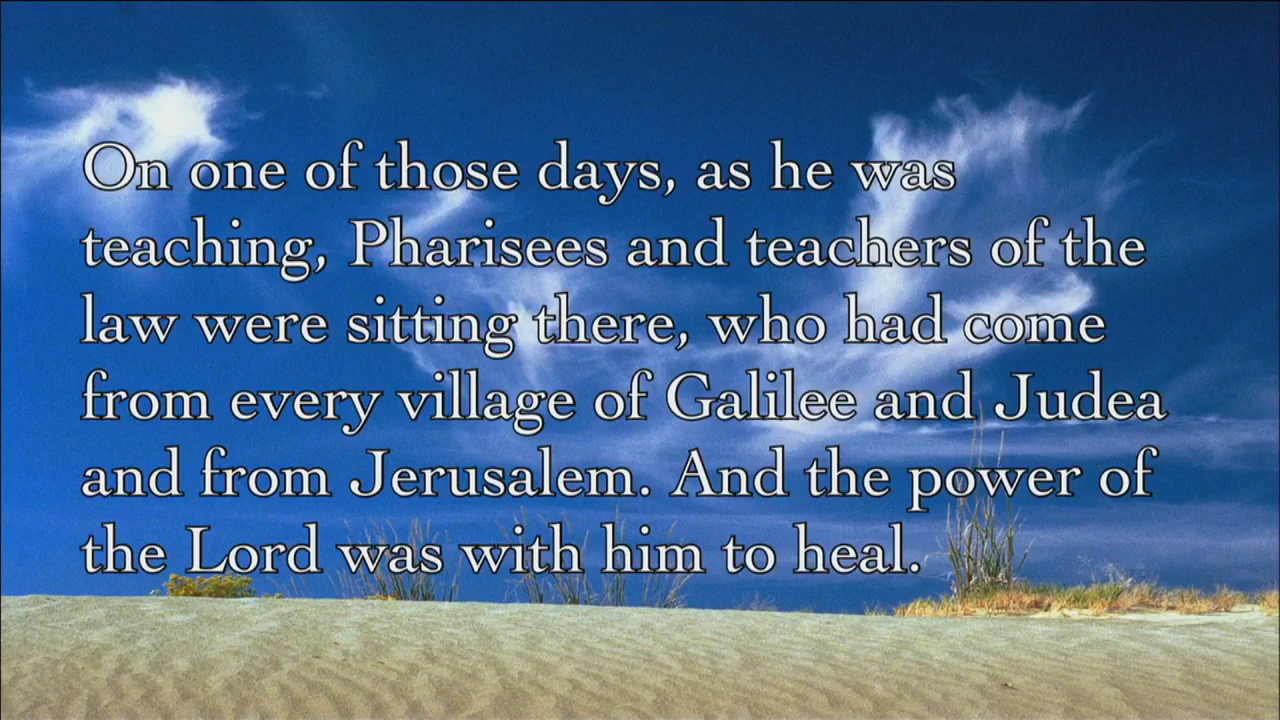 On one of those days, as he was
teaching, Pharisees and teachers of the
law were sitting there, who had come
from every village of Galilee and Judea
and from Jerusalem. And the power of
the Lord was with him to heal.